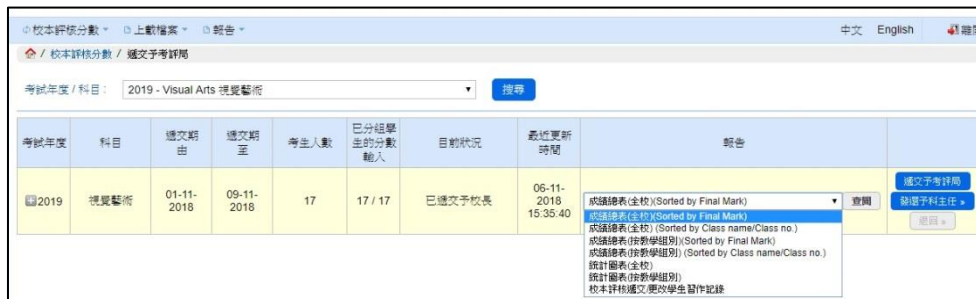 校本評核分數 上載檔案 報告 中文 English
/ 校本評核分數 / 遞交予考評局
考試年度 / 科目: 2019 - Visual Arts 視覺藝術 搜尋
考試年度 科目 遞交期由 遞交期至 考生人數 已分組學生的分數輸入 目前狀況 最近更新時間 報告
2019 視覺藝術 01-11-2018 09-11-2018 17 17 / 17 已遞交予校長 06-11-2018 15:35:40 成績總表(全校)(Sorted by Final Mark) 查閱
遞交予考評局
發還予科主任 »
退回 »
成績總表(全校)(Sorted by Final Mark)
成績總表(全校) (Sorted by Class name/Class no.)
成績總表(按教學組別)(Sorted by Final Mark)
成績總表(按教學組別) (Sorted by Class name/Class no.)
統計圖表(全校)
統計圖表(按教學組別)
校本評核遞交/更改學生習作記錄